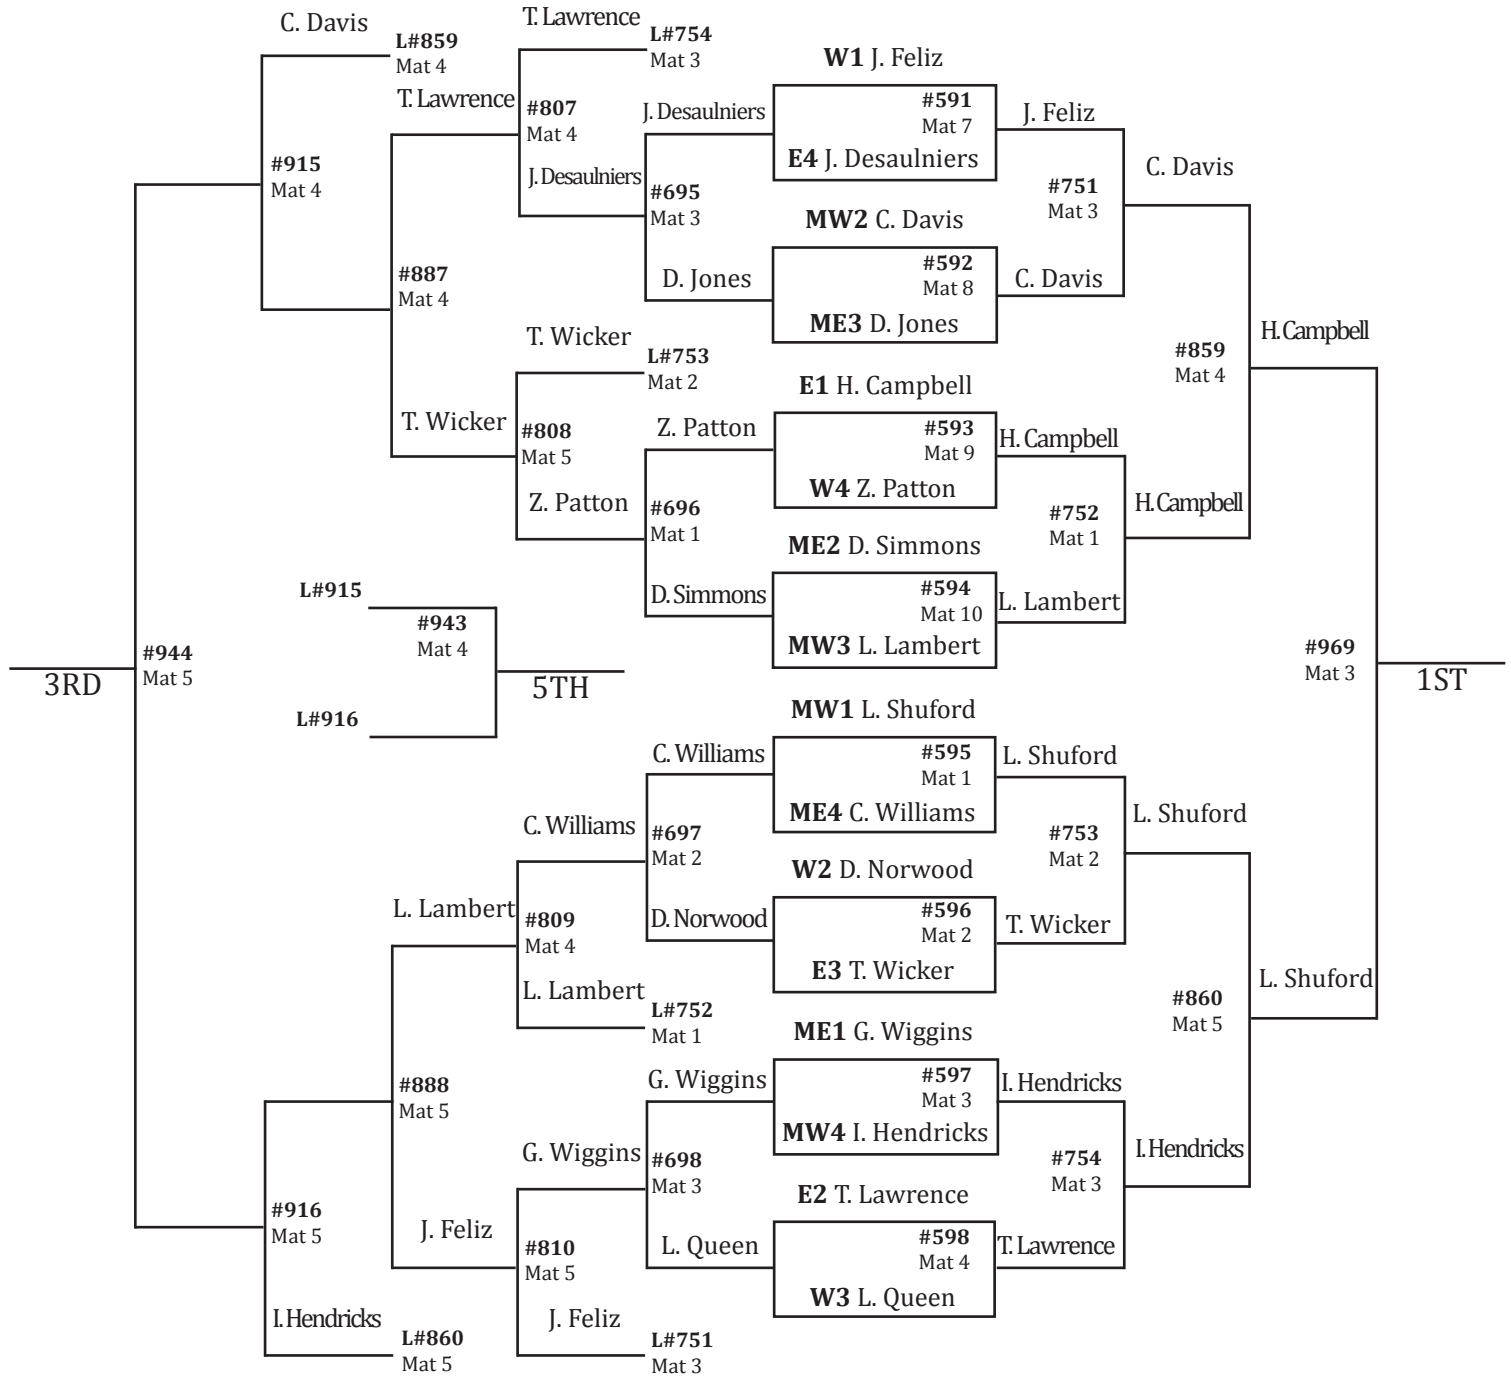 C. Davis
L#859
Mat 4
T. Lawrence
L#754
Mat 3
T. Lawrence
#807
Mat 4
J. Desaulniers
J. Desaulniers
#695
Mat 3
D. Jones
#915
Mat 4
#887
Mat 4
T. Wicker
L#753
Mat 2
T. Wicker
#808
Mat 5
Z. Patton
Z. Patton
#696
Mat 1
D. Simmons
W1 J. Feliz
#591
Mat 7
E4 J. Desaulniers
J. Feliz
MW2 C. Davis
#592
Mat 8
ME3 D. Jones
C. Davis
#751
Mat 3
C. Davis
E1 H. Campbell
#593
Mat 9
W4 Z. Patton
H. Campbell
ME2 D. Simmons
#594
Mat 10
MW3 L. Lambert
L. Lambert
#752
Mat 1
H. Campbell
#859
Mat 4
H. Campbell
L#915
#943
Mat 4
L#916
5TH
#944
Mat 5
3RD
#969
Mat 3
1ST
MW1 L. Shuford
#595
Mat 1
ME4 C. Williams
L. Shuford
W2 D. Norwood
#596
Mat 2
E3 T. Wicker
T. Wicker
#753
Mat 2
L. Shuford
ME1 G. Wiggins
#597
Mat 3
MW4 I. Hendricks
I. Hendricks
E2 T. Lawrence
#598
Mat 4
W3 L. Queen
T. Lawrence
#754
Mat 3
I. Hendricks
#860
Mat 5
L. Shuford
C. Williams
C. Williams
#697
Mat 2
D. Norwood
L. Lambert
#809
Mat 4
L. Lambert
L#752
Mat 1
G. Wiggins
#888
Mat 5
G. Wiggins
#698
Mat 3
L. Queen
#916
Mat 5
J. Feliz
#810
Mat 5
J. Feliz
L#751
Mat 3
I. Hendricks
L#860
Mat 5